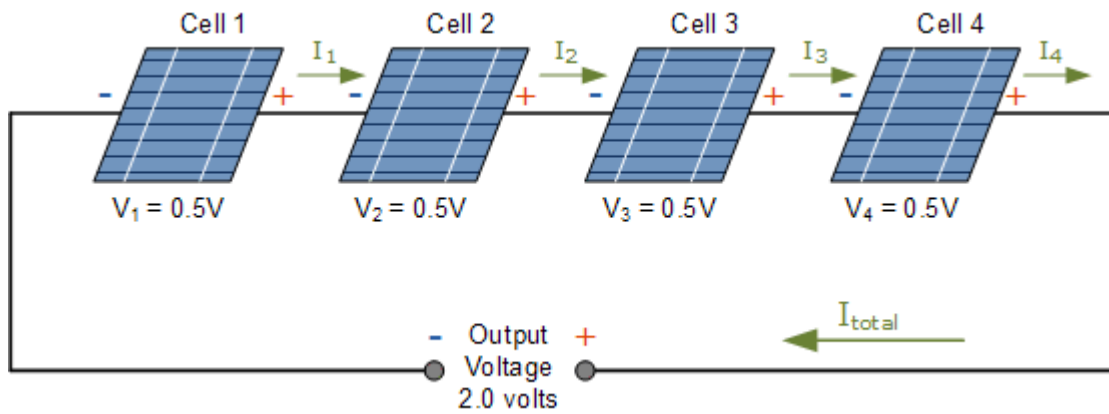 Cell 1 Cell 2 Cell 3 Cell 4
I₁ I₂ I₃ I₄
- + - + - + - +
V₁ = 0.5V V₂ = 0.5V V₃ = 0.5V V₄ = 0.5V
I total
- Output +
Voltage
2.0 volts